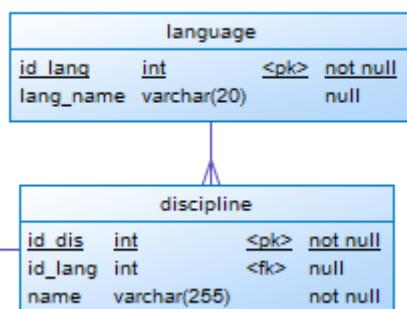 language
id_lang int <pk> not null
lang_name varchar(20) null
discipline
id_dis int <pk> not null
id_lang int <fk> null
name varchar(255) not null